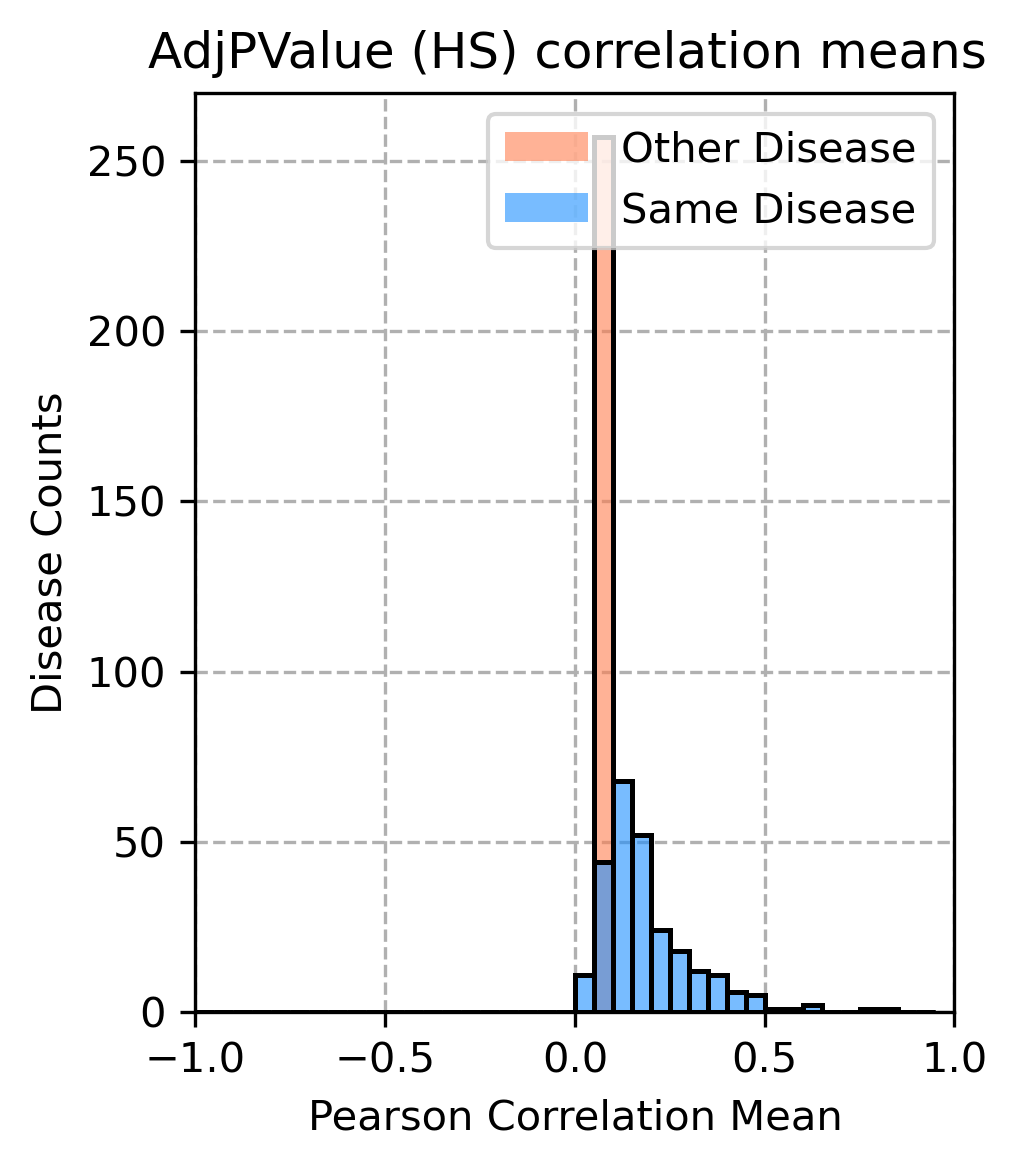 AdjPValue (HS) correlation means
Other Disease
Same Disease
250
200
150
100
50
0
Disease Counts
−1.0 −0.5 0.0 0.5 1.0
Pearson Correlation Mean